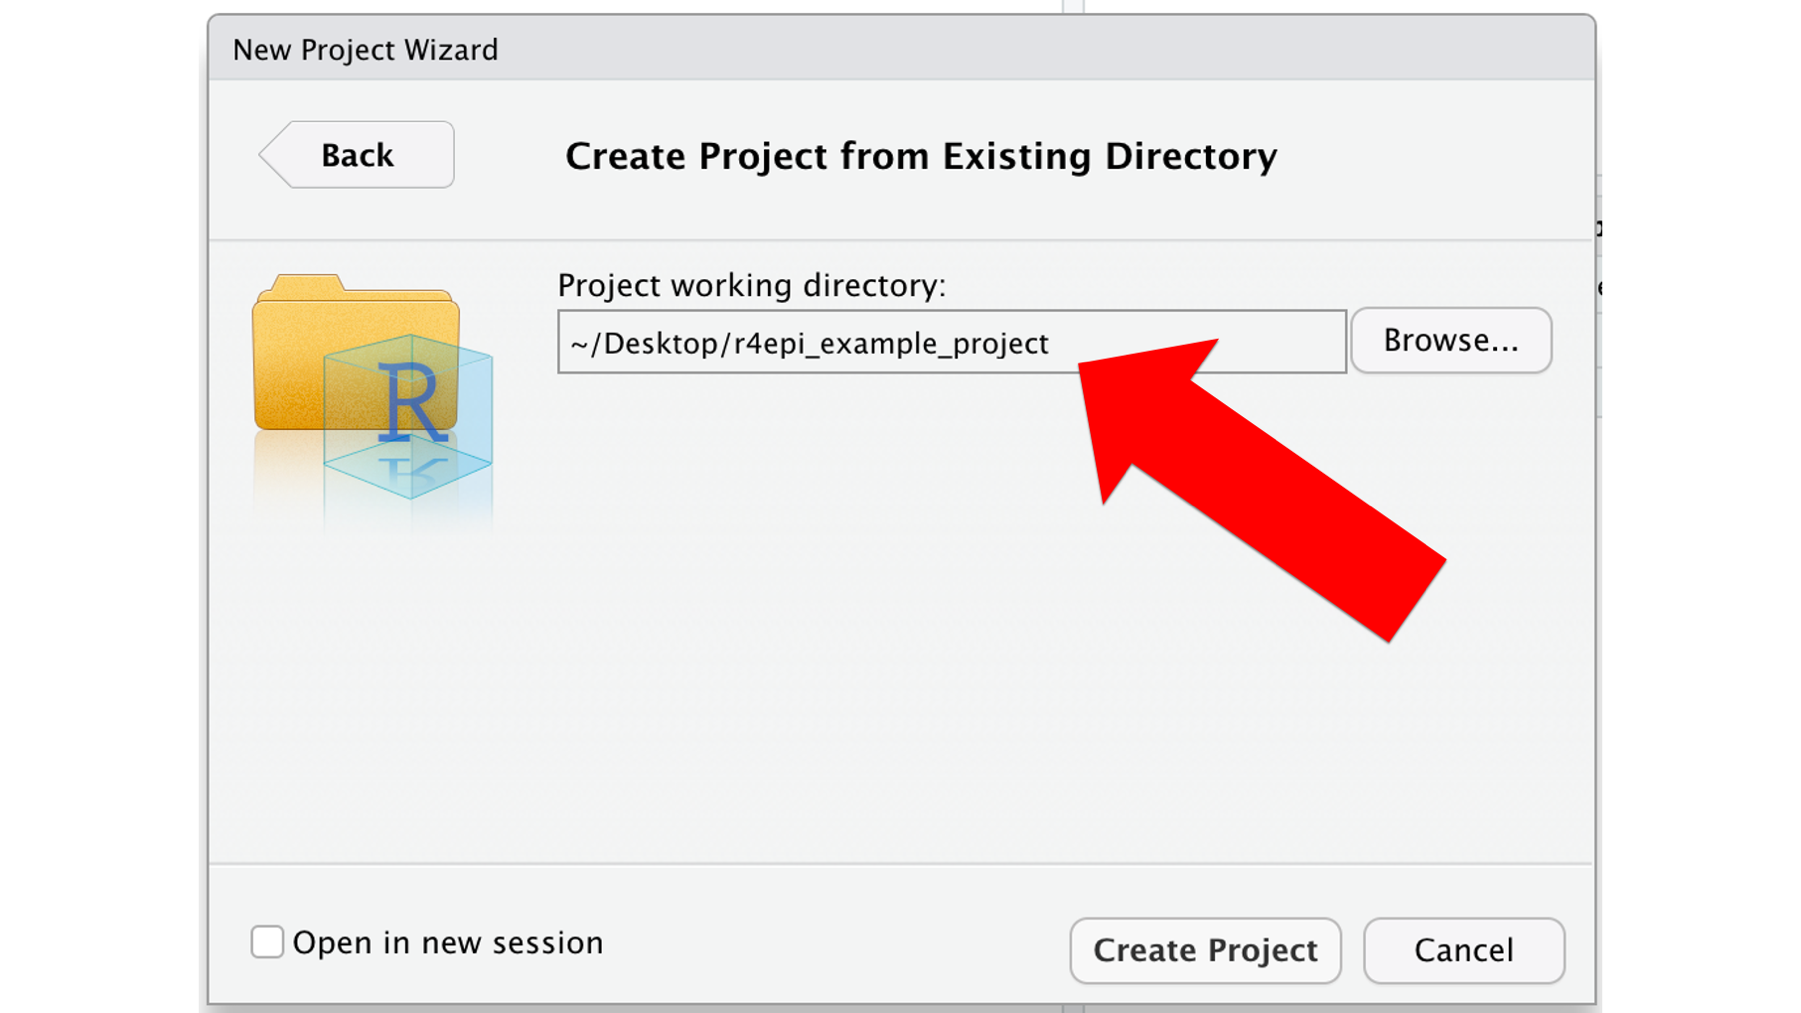 New Project Wizard
Back
Create Project from Existing Directory
Project working directory:
~/Desktop/r4epi_example_project
Browse...
R
Open in new session
Create Project
Cancel